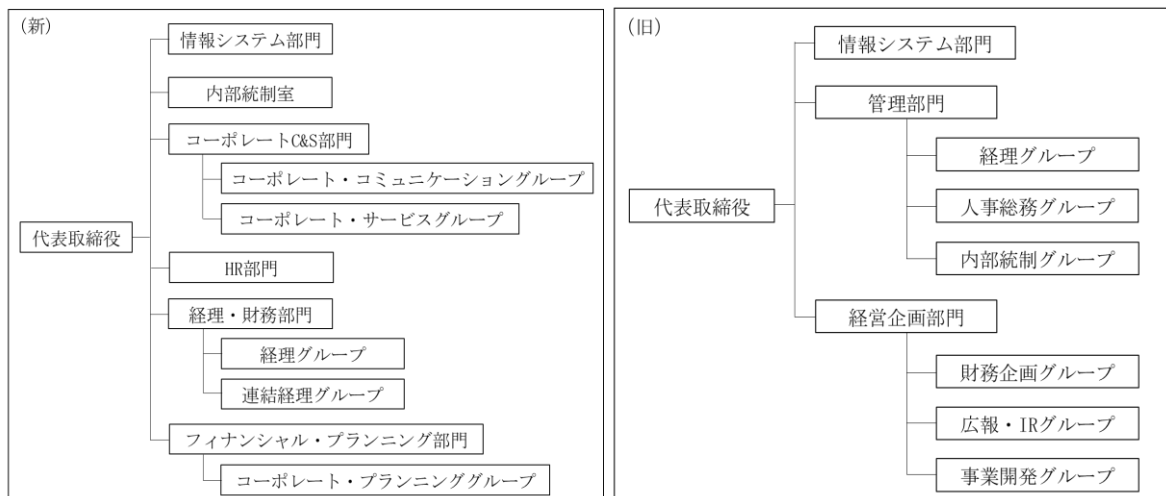 (新)
情報システム部門
内部統制室
コーポレートC&S部門
コーポレート・コミュニケーショングループ
コーポレート・サービスグループ
代表取締役
HR部門
経理・財務部門
経理グループ
連結経理グループ
フィナンシャル・プランニング部門
コーポレート・プランニンググループ
(旧)
情報システム部門
管理部門
経理グループ
代表取締役
人事総務グループ
内部統制グループ
経営企画部門
財務企画グループ
広報・IRグループ
事業開発グループ